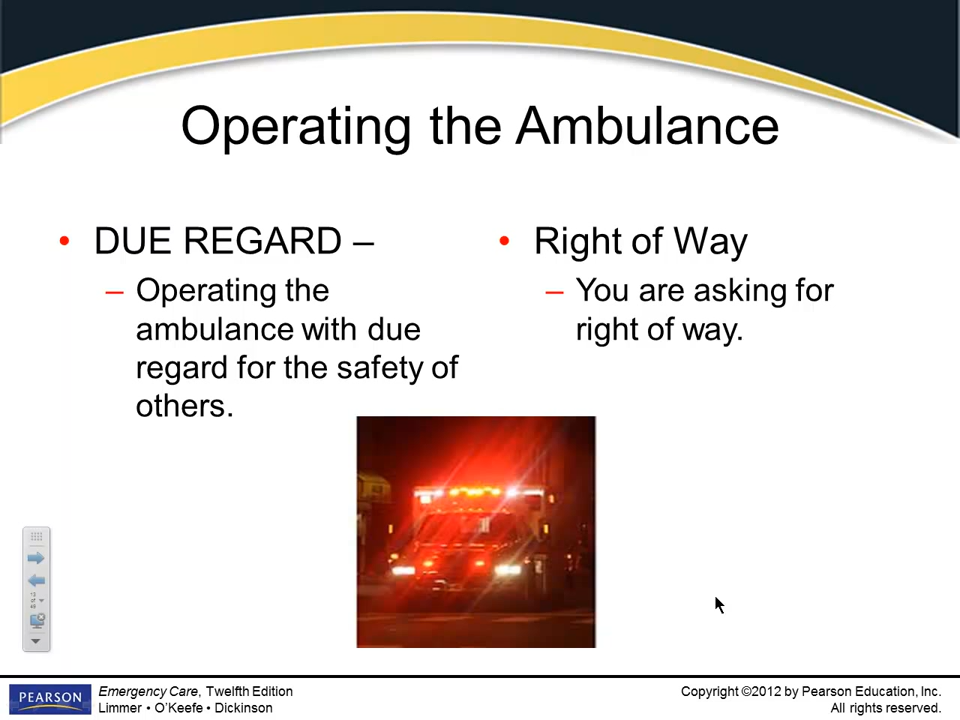 Operating the Ambulance
• DUE REGARD –
– Operating the
ambulance with due
regard for the safety of
others.
• Right of Way
– You are asking for
right of way.
PEARSON
Emergency Care, Twelfth Edition
Limmer • O’Keefe • Dickinson
Copyright ©2012 by Pearson Education, Inc.
All rights reserved.